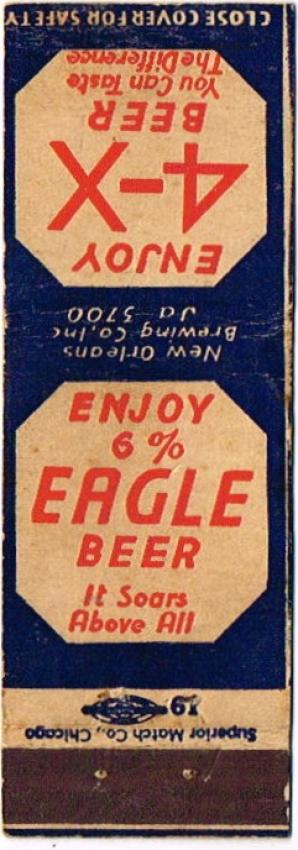 CLOSE COVER FOR SAFETY
ENJOY
4-X
BEER
You Can Taste
The Difference
New Orleans
Brewing Co., Inc
Ja 5700
ENJOY
6 %
EAGLE
BEER
It Soars
Above All
Superior Match Co., Chicago
19